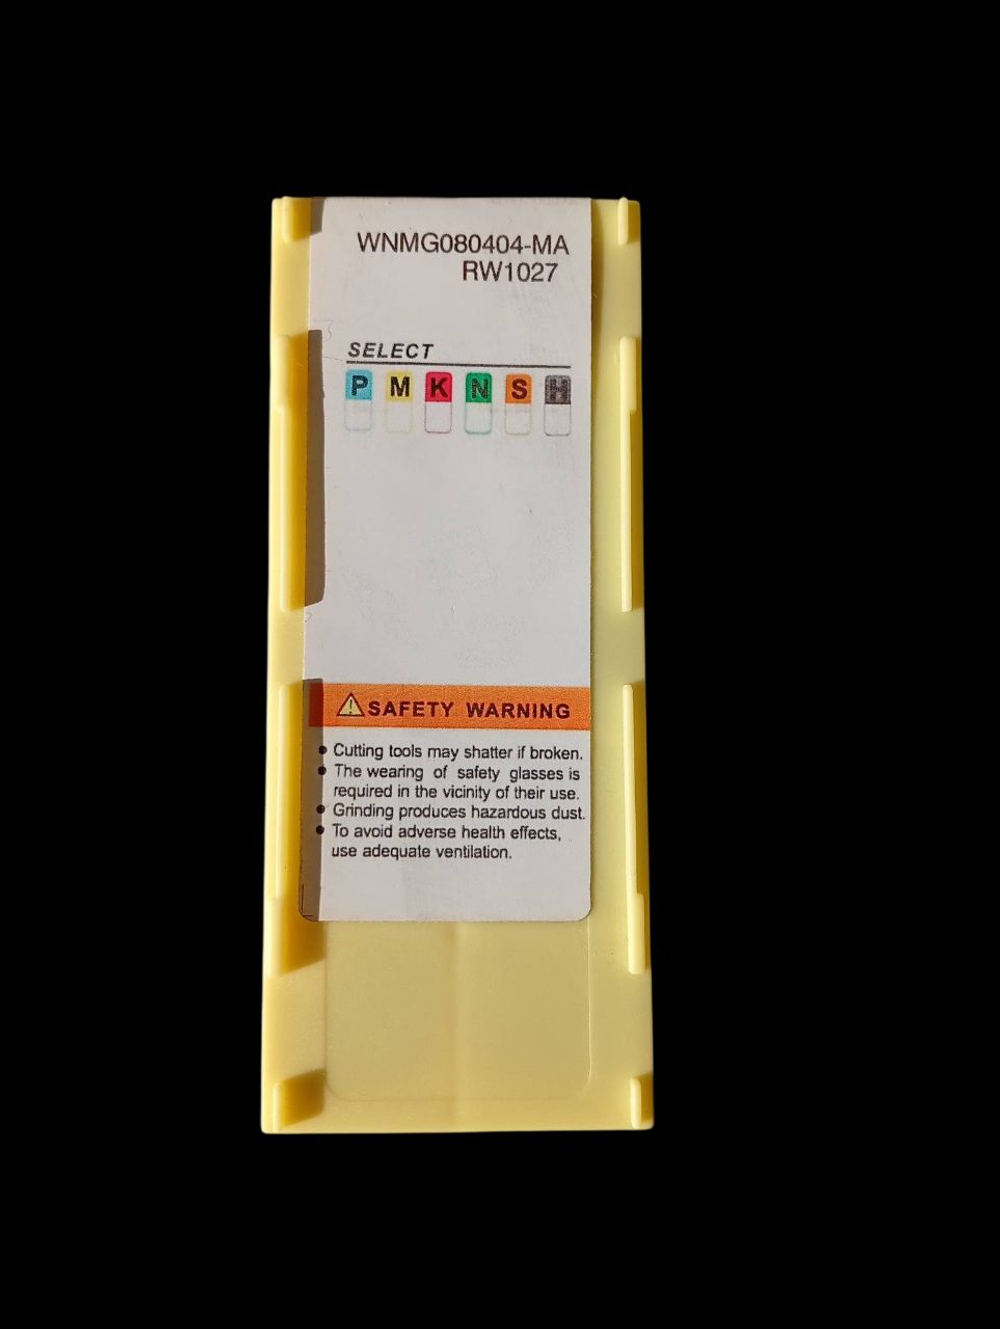 WNMG080404-MA
RW1027
SELECT
P M K N S H
SAFETY WARNING
• Cutting tools may shatter if broken.
• The wearing of safety glasses is
required in the vicinity of their use.
• Grinding produces hazardous dust.
• To avoid adverse health effects,
use adequate ventilation.